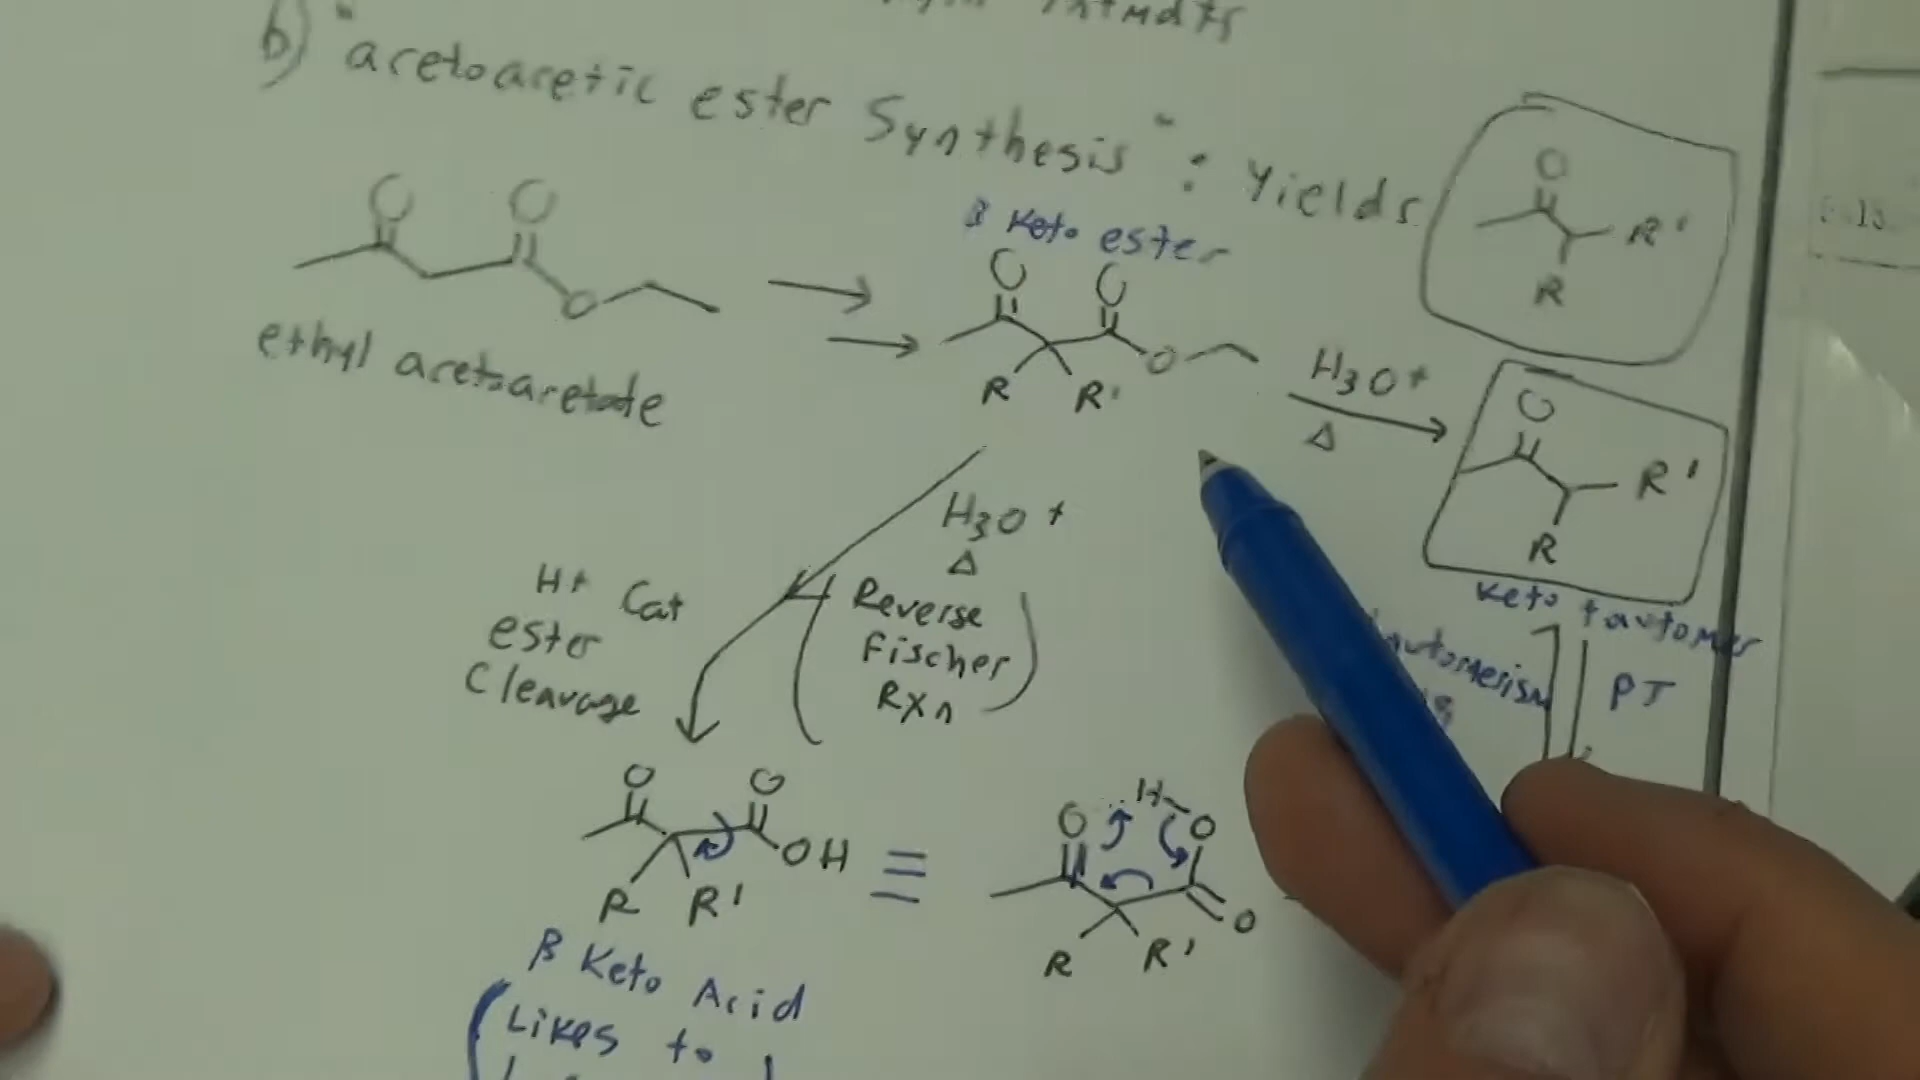 b) "acetoacetic ester Synthesis" : Yields
O
R'
R
O O
O
ethyl acetoacetate
β Keto ester
O O
O
R R'
H3O+
Δ
O
R'
R
Keto tautomer
PT
H3O+
Δ
(Reverse
Fischer
Rxn)
H+ Cat
ester
Cleavage
O O
OH
R R'
≡
O H O
O
R R'
β Keto Acid
(Likes to